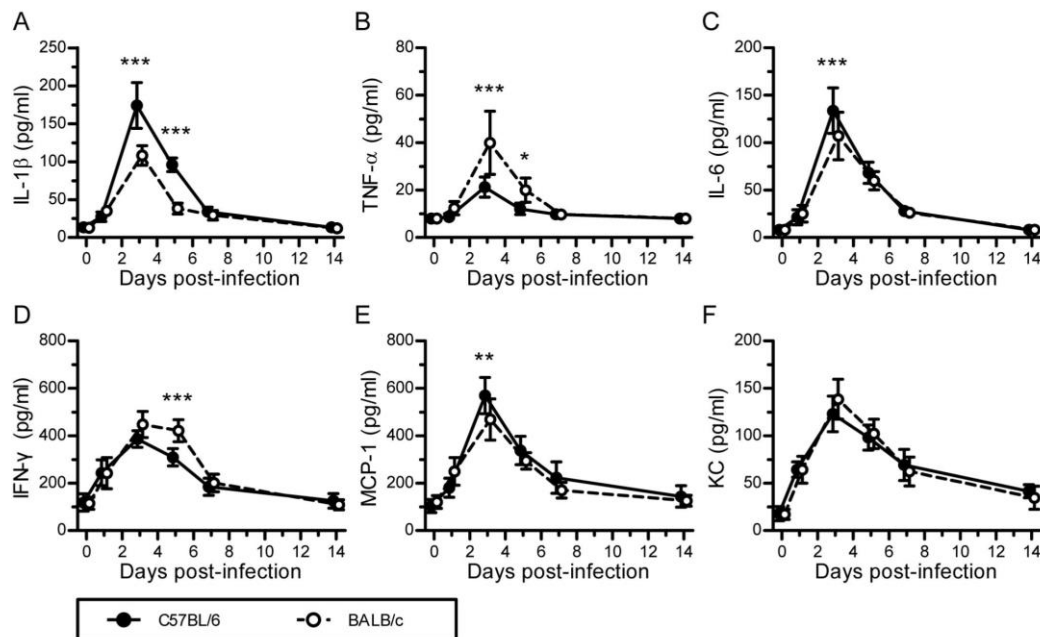 A
IL-1β (pg/ml)
250
200
150
100
50
0
***
***
0 2 4 6 8 10 12 14
Days post-infection
B
TNF-α (pg/ml)
80
60
40
20
0
***
*
0 2 4 6 8 10 12 14
Days post-infection
C
IL-6 (pg/ml)
200
150
100
50
0
***
0 2 4 6 8 10 12 14
Days post-infection
D
IFN-γ (pg/ml)
800
600
400
200
0
***
0 2 4 6 8 10 12 14
Days post-infection
E
MCP-1 (pg/ml)
800
600
400
200
0
**
0 2 4 6 8 10 12 14
Days post-infection
F
KC (pg/ml)
200
150
100
50
0
0 2 4 6 8 10 12 14
Days post-infection
C57BL/6 BALB/c